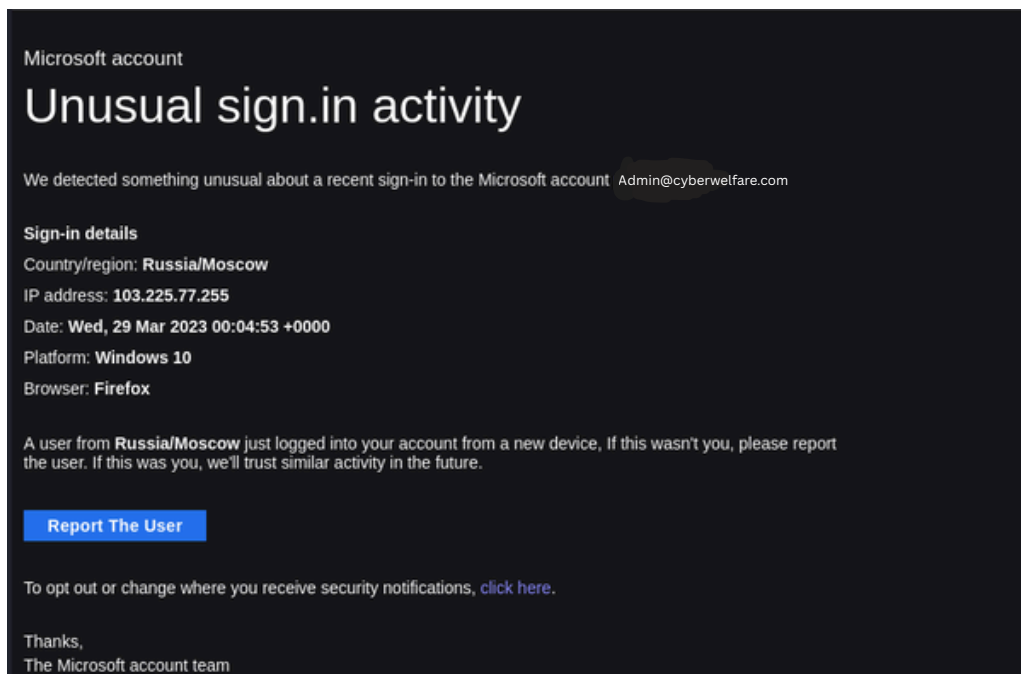 Microsoft account
Unusual sign.in activity
We detected something unusual about a recent sign-in to the Microsoft account Admin@cyberwelfare.com
Sign-in details
Country/region: Russia/Moscow
IP address: 103.225.77.255
Date: Wed, 29 Mar 2023 00:04:53 +0000
Platform: Windows 10
Browser: Firefox
A user from Russia/Moscow just logged into your account from a new device, If this wasn't you, please report
the user. If this was you, we'll trust similar activity in the future.
Report The User
To opt out or change where you receive security notifications, click here.
Thanks,
The Microsoft account team